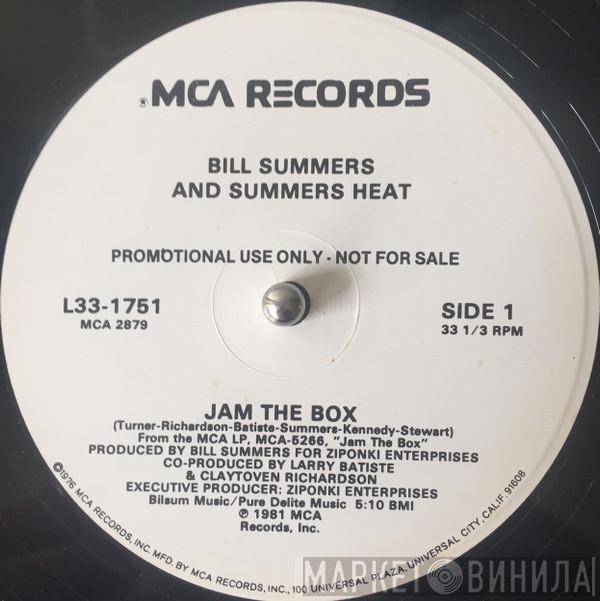 MCA RECORDS
BILL SUMMERS
AND SUMMERS HEAT
PROMOTIONAL USE ONLY - NOT FOR SALE
L33-1751
MCA 2879
SIDE 1
33 1/3 RPM
JAM THE BOX
(Turner-Richardson-Batiste-Summers-Kennedy-Stewart)
From the MCA LP, MCA-5266, "Jam The Box"
PRODUCED BY BILL SUMMERS FOR ZIPONKI ENTERPRISES
CO-PRODUCED BY LARRY BATISTE
& CLAYTOVEN RICHARDSON
EXECUTIVE PRODUCER: ZIPONKI ENTERPRISES
Bilsum Music/Pure Delite Music 5:10 BMI
℗ 1981 MCA
Records, Inc.
©1976 MCA RECORDS, INC. MFD. BY MCA RECORDS, INC., 100 UNIVERSAL PLAZA, UNIVERSAL CITY, CALIF. 91608
МАРКЕТ ВИНИЛА